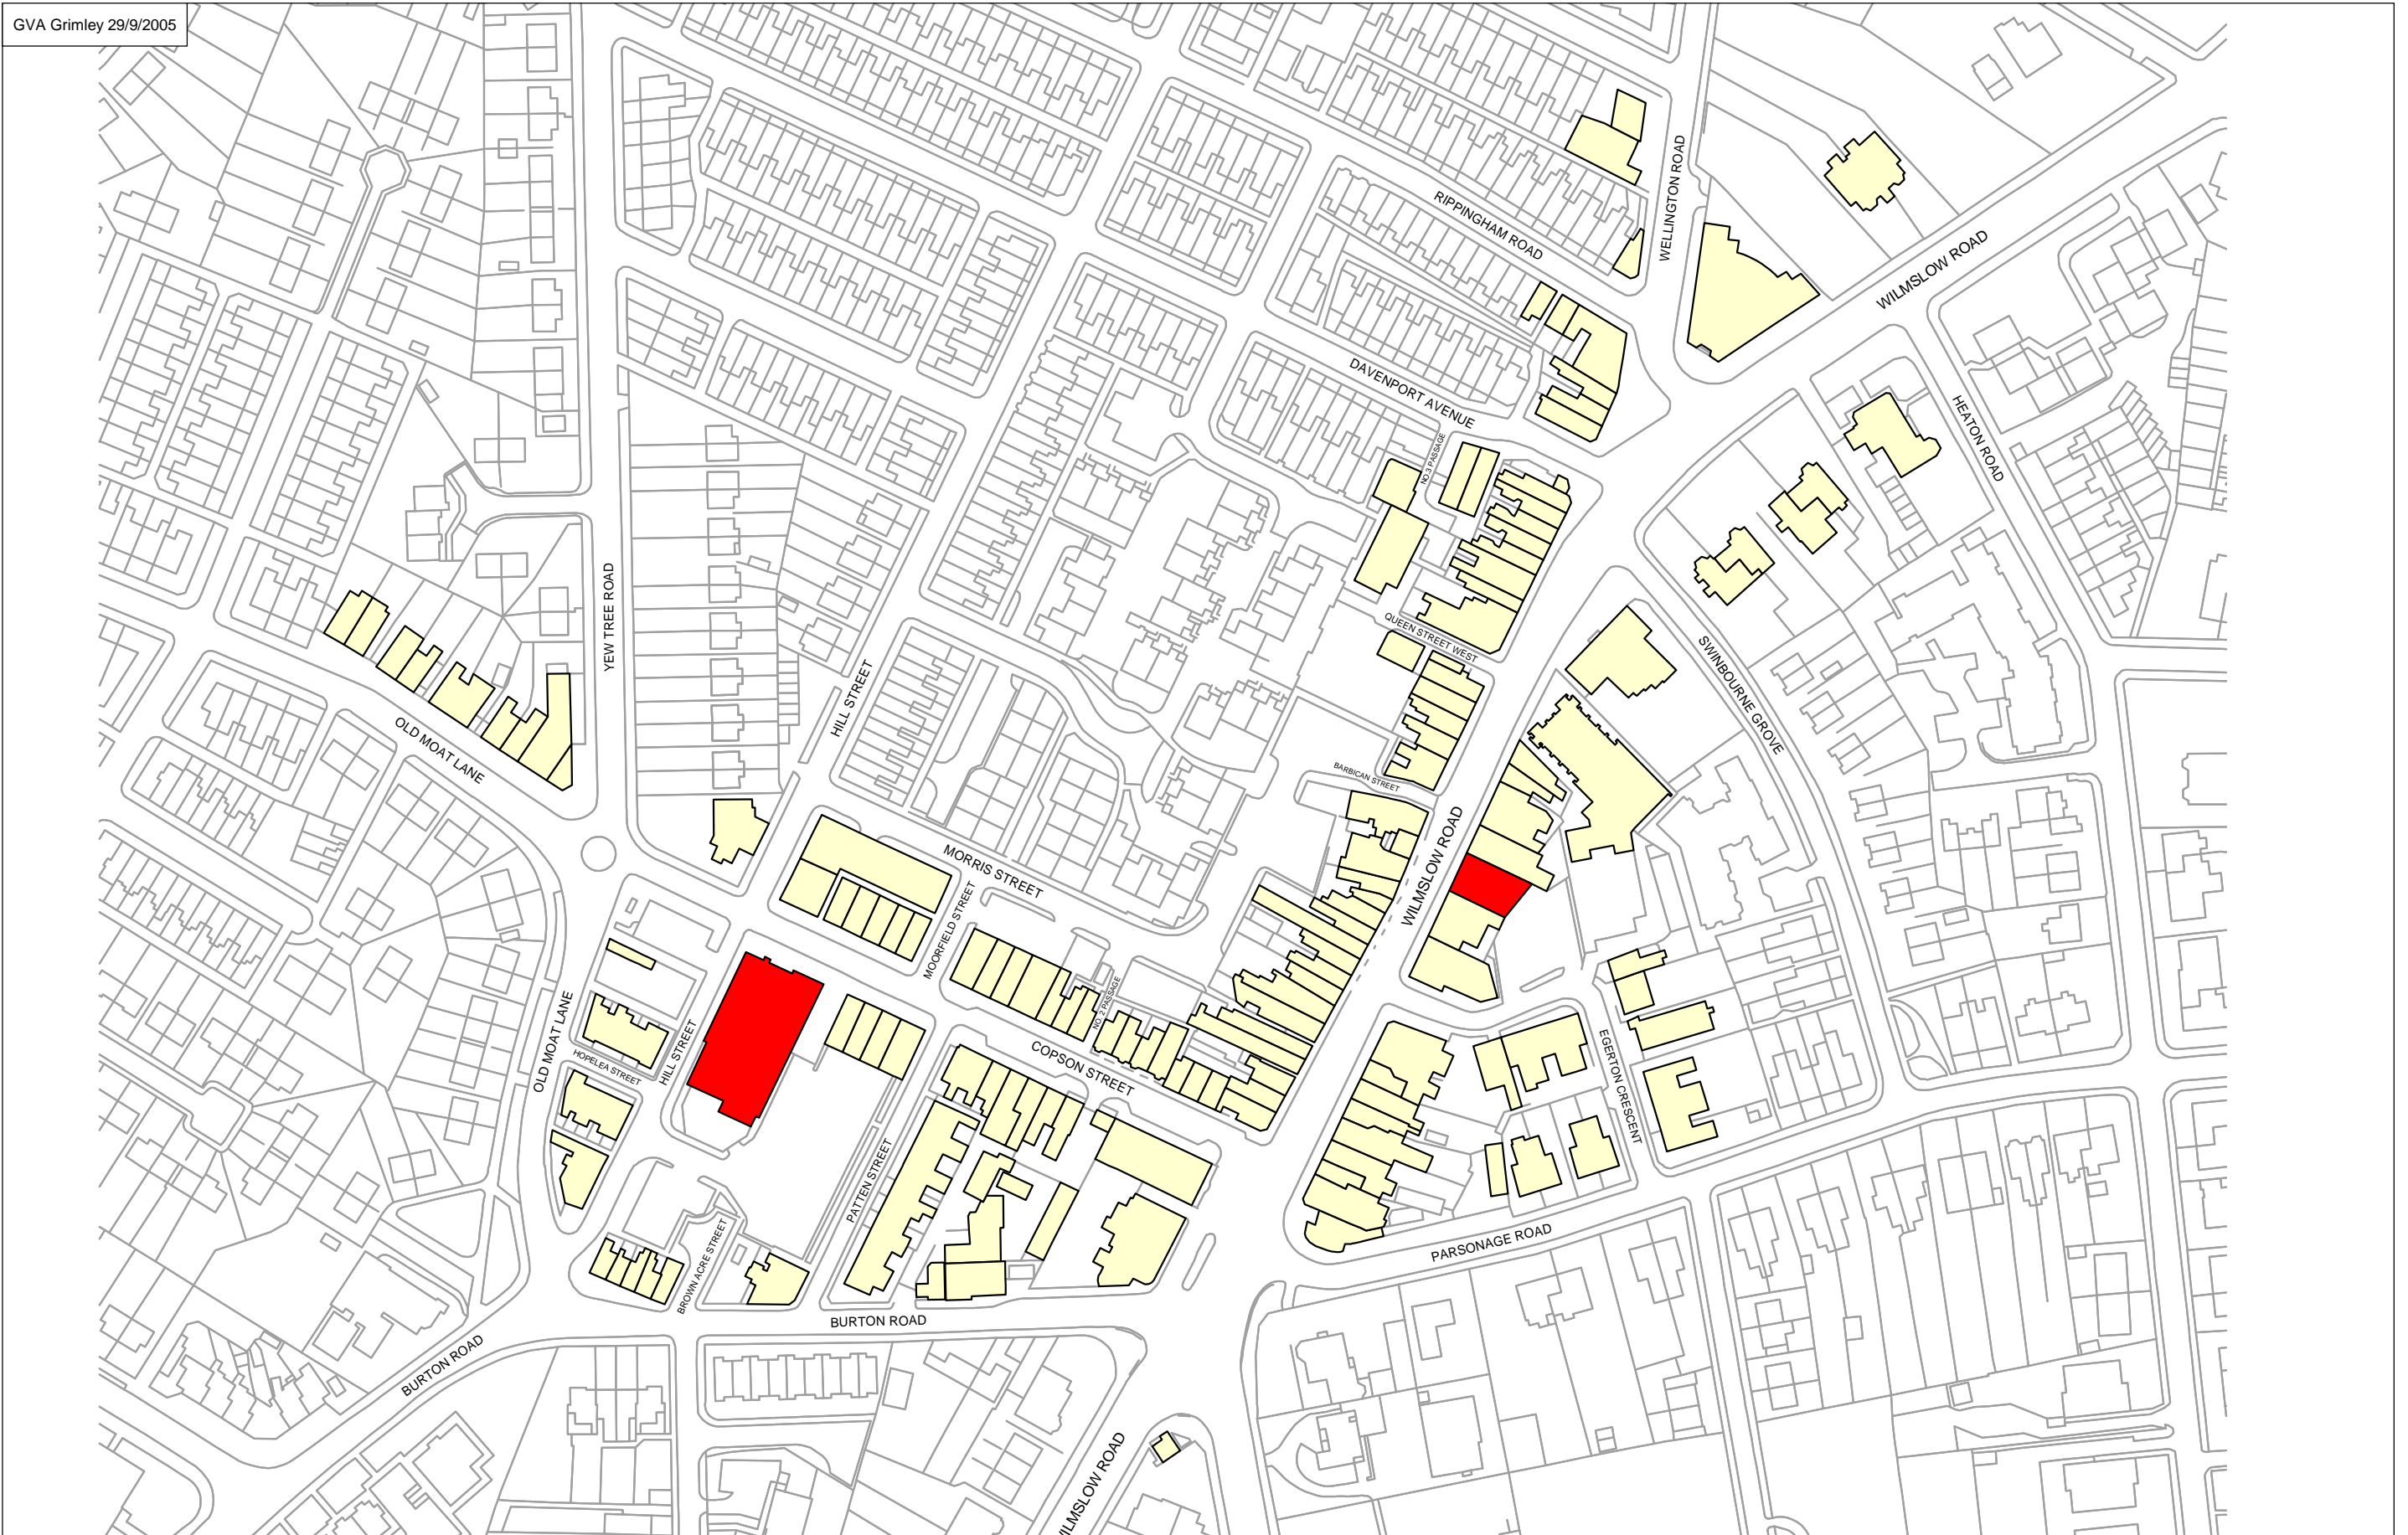 GVA Grimley 29/9/2005
RIPPINGHAM ROAD
WELLINGTON ROAD
WILMSLOW ROAD
DAVENPORT AVENUE
HEATON ROAD
NO.3 PASSAGE
YEW TREE ROAD
QUEEN STREET WEST
SWINBOURNE GROVE
HILL STREET
OLD MOAT LANE
BARBICAN STREET
WILMSLOW ROAD
MORRIS STREET
MOORFIELD STREET
NO. 2 PASSAGE
OLD MOAT LANE
HILL STREET
HOPELEA STREET
COPSON STREET
EGERTON CRESCENT
PATTEN STREET
BROWN ACRE STREET
PARSONAGE ROAD
BURTON ROAD
BURTON ROAD
WILMSLOW ROAD